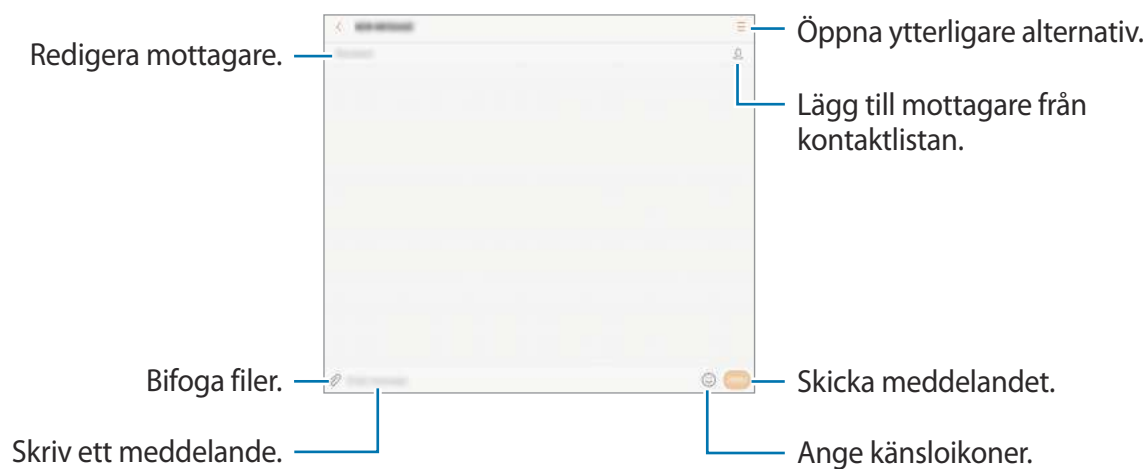 Öppna ytterligare alternativ.
Redigera mottagare.
Lägg till mottagare från
kontaktlistan.
Bifoga filer.
Skicka meddelandet.
Skriv ett meddelande.
Ange känsloikoner.